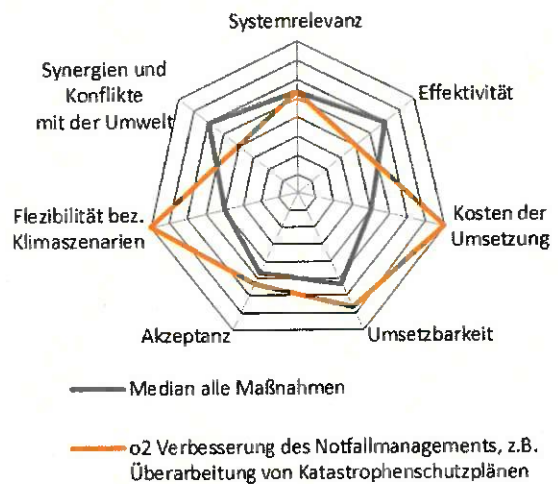 Systemrelevanz
Synergien und
Konflikte
mit der Umwelt
Effektivität
Flezibilität bez.
Klimaszenarien
Kosten der
Umsetzung
Akzeptanz
Umsetzbarkeit
Median alle Maßnahmen
o2 Verbesserung des Notfallmanagements, z.B.
Überarbeitung von Katastrophenschutzplänen